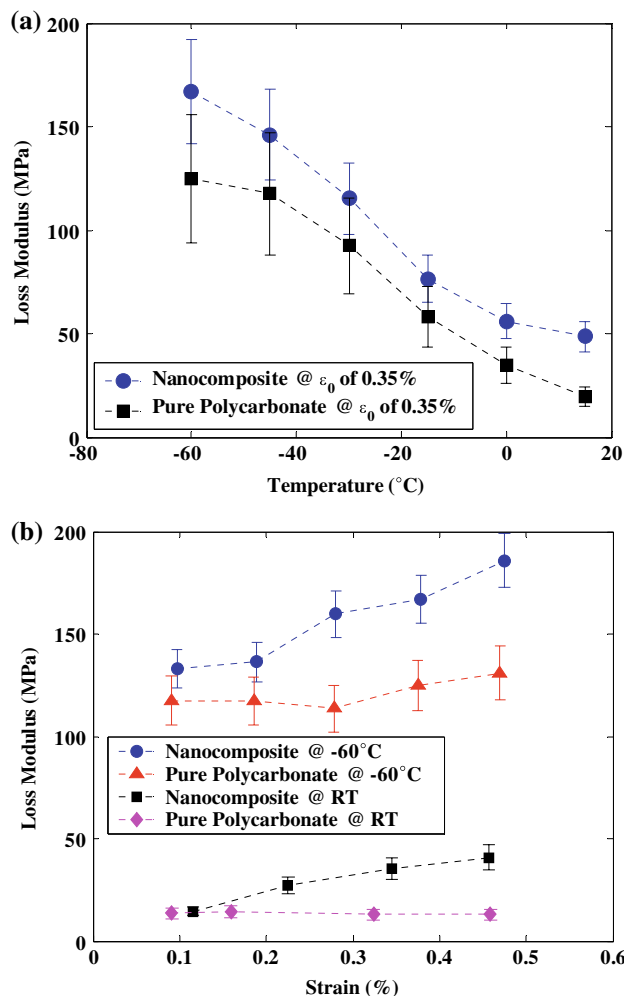 (a)
200
150
100
50
0
Loss Modulus (MPa)
Nanocomposite @ ε0 of 0.35%
Pure Polycarbonate @ ε0 of 0.35%
-80 -60 -40 -20 0 20
Temperature (°C)
(b)
200
150
100
50
0
Loss Modulus (MPa)
Nanocomposite @ -60°C
Pure Polycarbonate @ -60°C
Nanocomposite @ RT
Pure Polycarbonate @ RT
0 0.1 0.2 0.3 0.4 0.5 0.6
Strain (%)